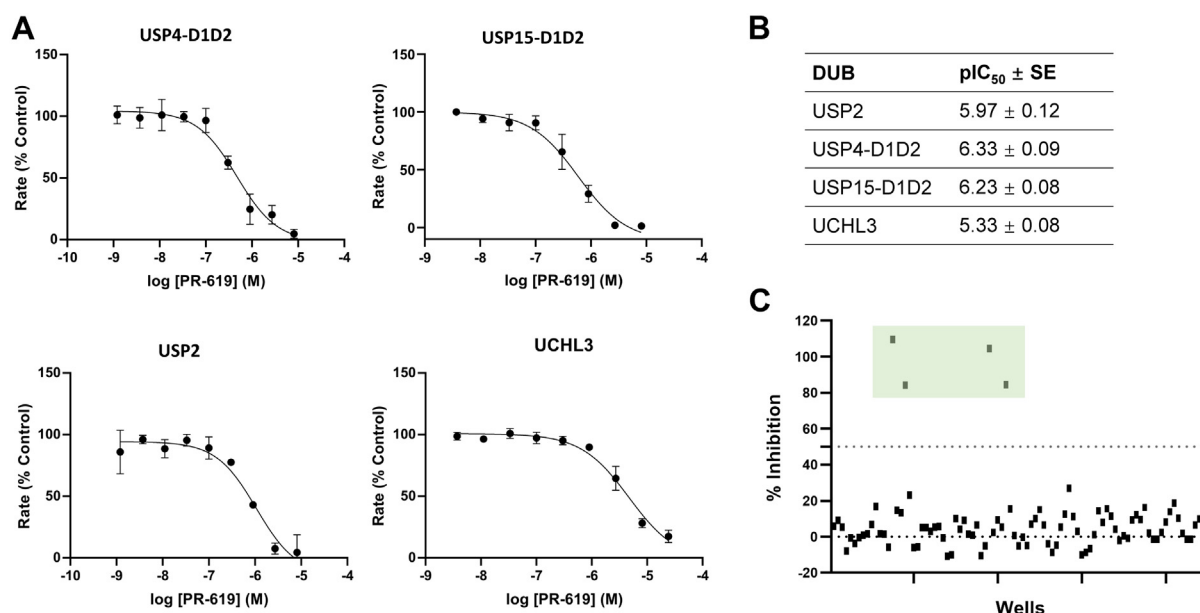 A
USP4-D1D2
150
100
50
0
-10 -9 -8 -7 -6 -5 -4
Rate (% Control)
log [PR-619] (M)
USP15-D1D2
150
100
50
0
-9 -8 -7 -6 -5 -4
Rate (% Control)
log [PR-619] (M)
USP2
150
100
50
0
-10 -9 -8 -7 -6 -5 -4
Rate (% Control)
log [PR-619] (M)
UCHL3
150
100
50
0
-9 -8 -7 -6 -5 -4
Rate (% Control)
log [PR-619] (M)
B
DUB pIC50 ± SE
USP2 5.97 ± 0.12
USP4-D1D2 6.33 ± 0.09
USP15-D1D2 6.23 ± 0.08
UCHL3 5.33 ± 0.08
C
120
100
80
60
40
20
0
-20
% Inhibition
Wells